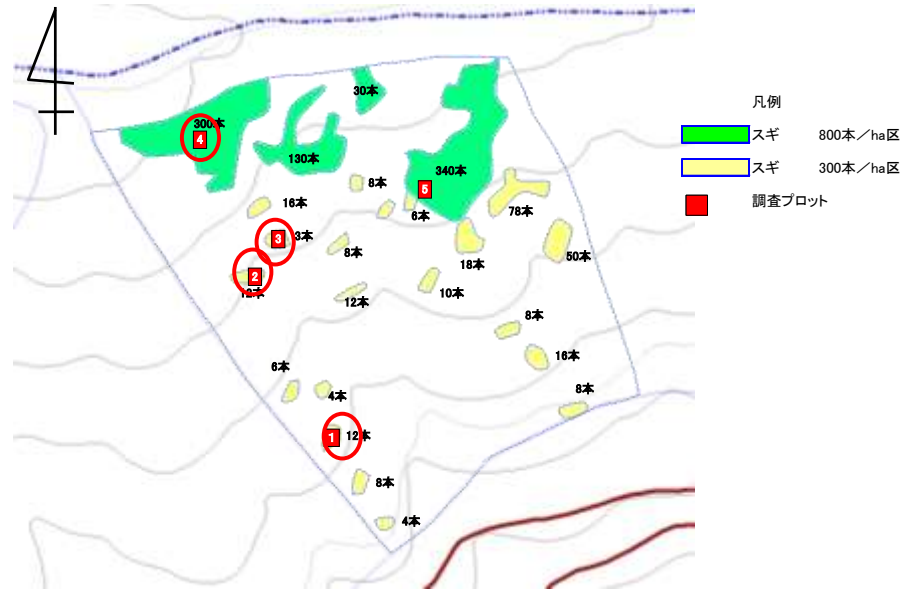 凡例
スギ 800本/ha区
スギ 300本/ha区
調査プロット
30本
300本
4
130本
340本
8本
5
6本
78本
16本
3
3本
8本
18本
50本
2
12本
12本
10本
8本
16本
6本
4本
8本
1
12本
8本
4本